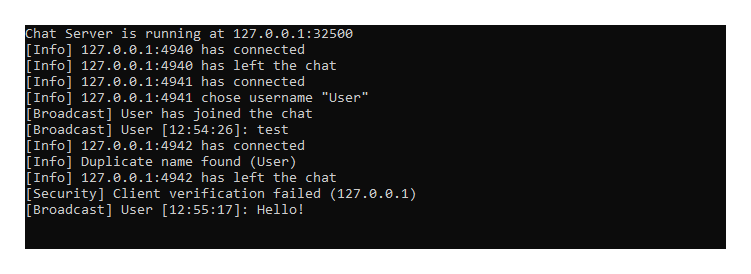 Chat Server is running at 127.0.0.1:32500
[Info] 127.0.0.1:4940 has connected
[Info] 127.0.0.1:4940 has left the chat
[Info] 127.0.0.1:4941 has connected
[Info] 127.0.0.1:4941 chose username "User"
[Broadcast] User has joined the chat
[Broadcast] User [12:54:26]: test
[Info] 127.0.0.1:4942 has connected
[Info] Duplicate name found (User)
[Info] 127.0.0.1:4942 has left the chat
[Security] Client verification failed (127.0.0.1)
[Broadcast] User [12:55:17]: Hello!